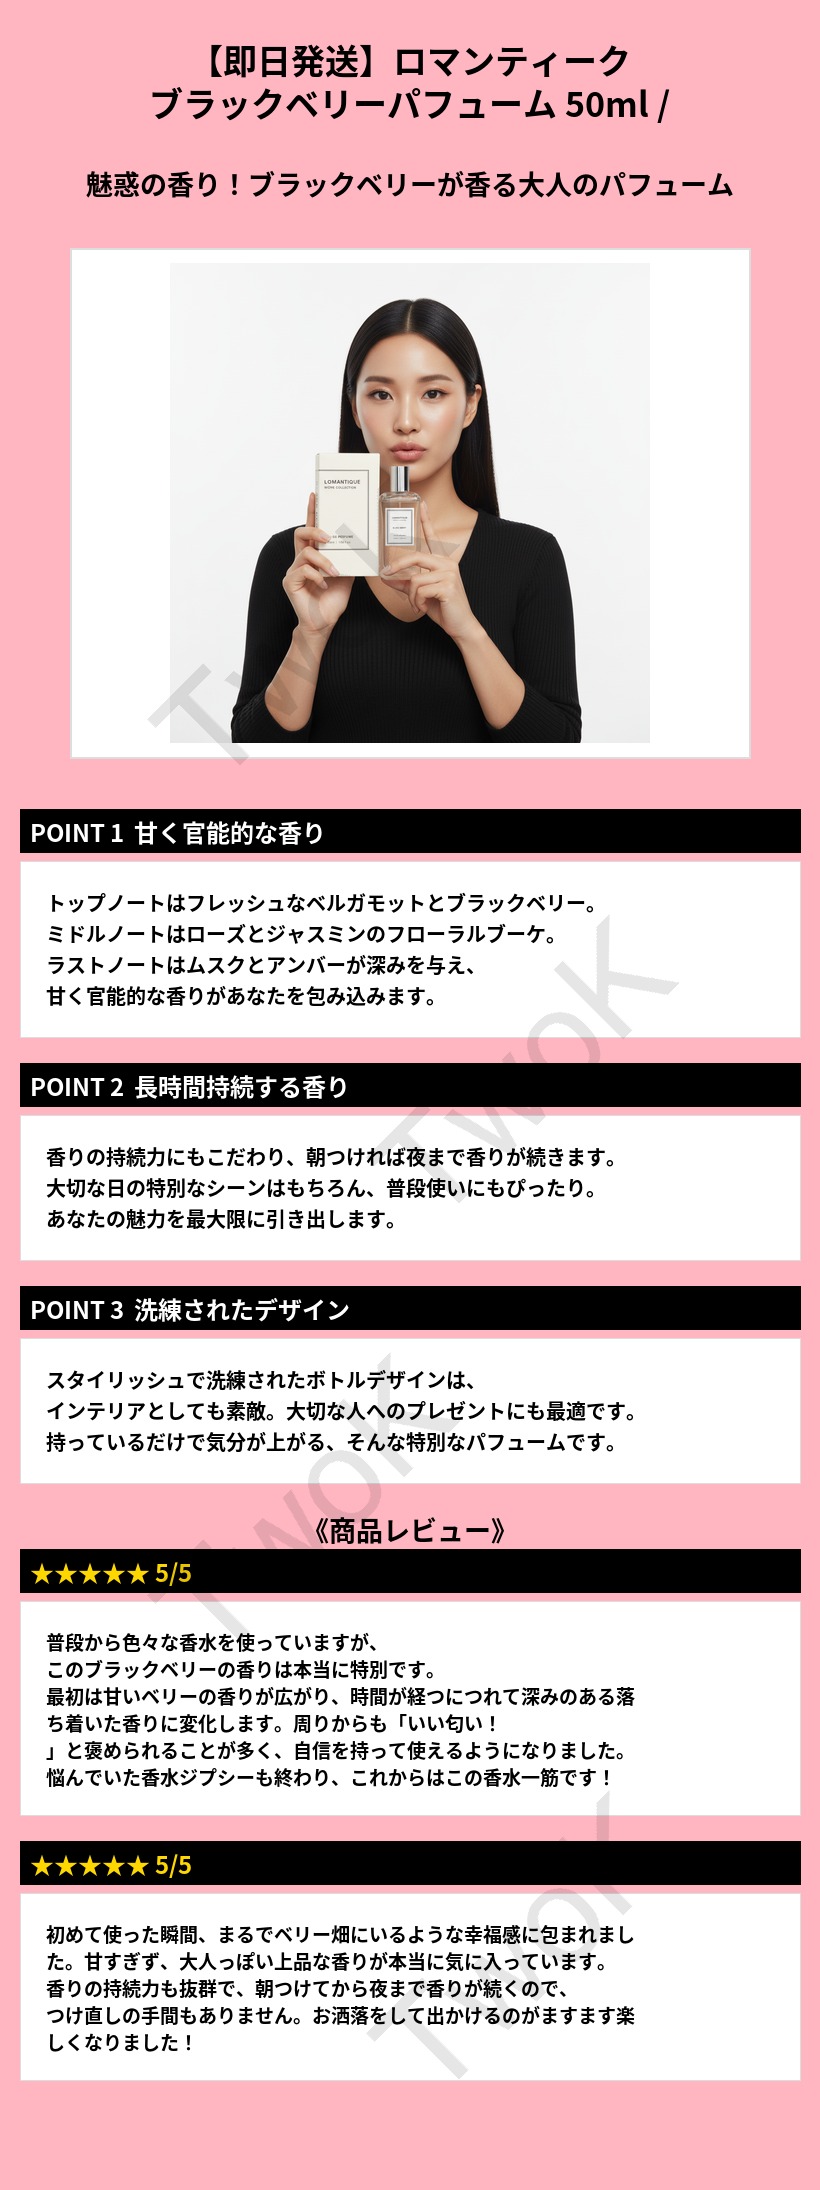 【即日発送】ロマンティーク
ブラックベリーパフューム 50ml /
魅惑の香り！ブラックベリーが香る大人のパフューム
LOMANTIQUE
LOMANTIQUE
TwoK
POINT 1 甘く官能的な香り
トップノートはフレッシュなベルガモットとブラックベリー。
ミドルノートはローズとジャスミンのフローラルブーケ。
ラストノートはムスクとアンバーが深みを与え、
甘く官能的な香りがあなたを包み込みます。
TwoK
POINT 2 長時間持続する香り
香りの持続力にもこだわり、朝つければ夜まで香りが続きます。
大切な日の特別なシーンはもちろん、普段使いにもぴったり。
あなたの魅力を最大限に引き出します。
POINT 3 洗練されたデザイン
スタイリッシュで洗練されたボトルデザインは、
インテリアとしても素敵。大切な人へのプレゼントにも最適です。
持っているだけで気分が上がる、そんな特別なパフュームです。
TwoK
《商品レビュー》
★★★★★ 5/5
普段から色々な香水を使っていますが、
このブラックベリーの香りは本当に特別です。
最初は甘いベリーの香りが広がり、時間が経つにつれて深みのある落
ち着いた香りに変化します。周りからも「いい匂い！
」と褒められることが多く、自信を持って使えるようになりました。
悩んでいた香水ジプシーも終わり、これからはこの香水一筋です！
★★★★★ 5/5
初めて使った瞬間、まるでベリー畑にいるような幸福感に包まれまし
た。甘すぎず、大人っぽい上品な香りが本当に気に入っています。
香りの持続力も抜群で、朝つけてから夜まで香りが続くので、
つけ直しの手間もありません。お洒落をして出かけるのがますます楽
しくなりました！
TwoK